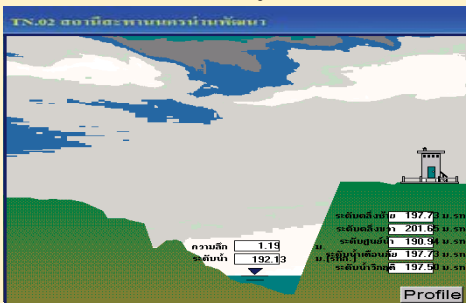 TN.02 สถานีสะพานนครน่านพัฒนา
ระดับตลิ่งซ้าย 197.73 ม.รทก
ระดับตลิ่งขวา 201.65 ม.รทก
ระดับศูนย์น้ำ 190.94 ม.รทก
ความลึก 1.19 ม.
ระดับน้ำ 192.13 ม.(รทก.)
ระดับน้ำเตือนภัย 197.73 ม.รทก
ระดับน้ำวิกฤติ 197.50 ม.รทก
Profile